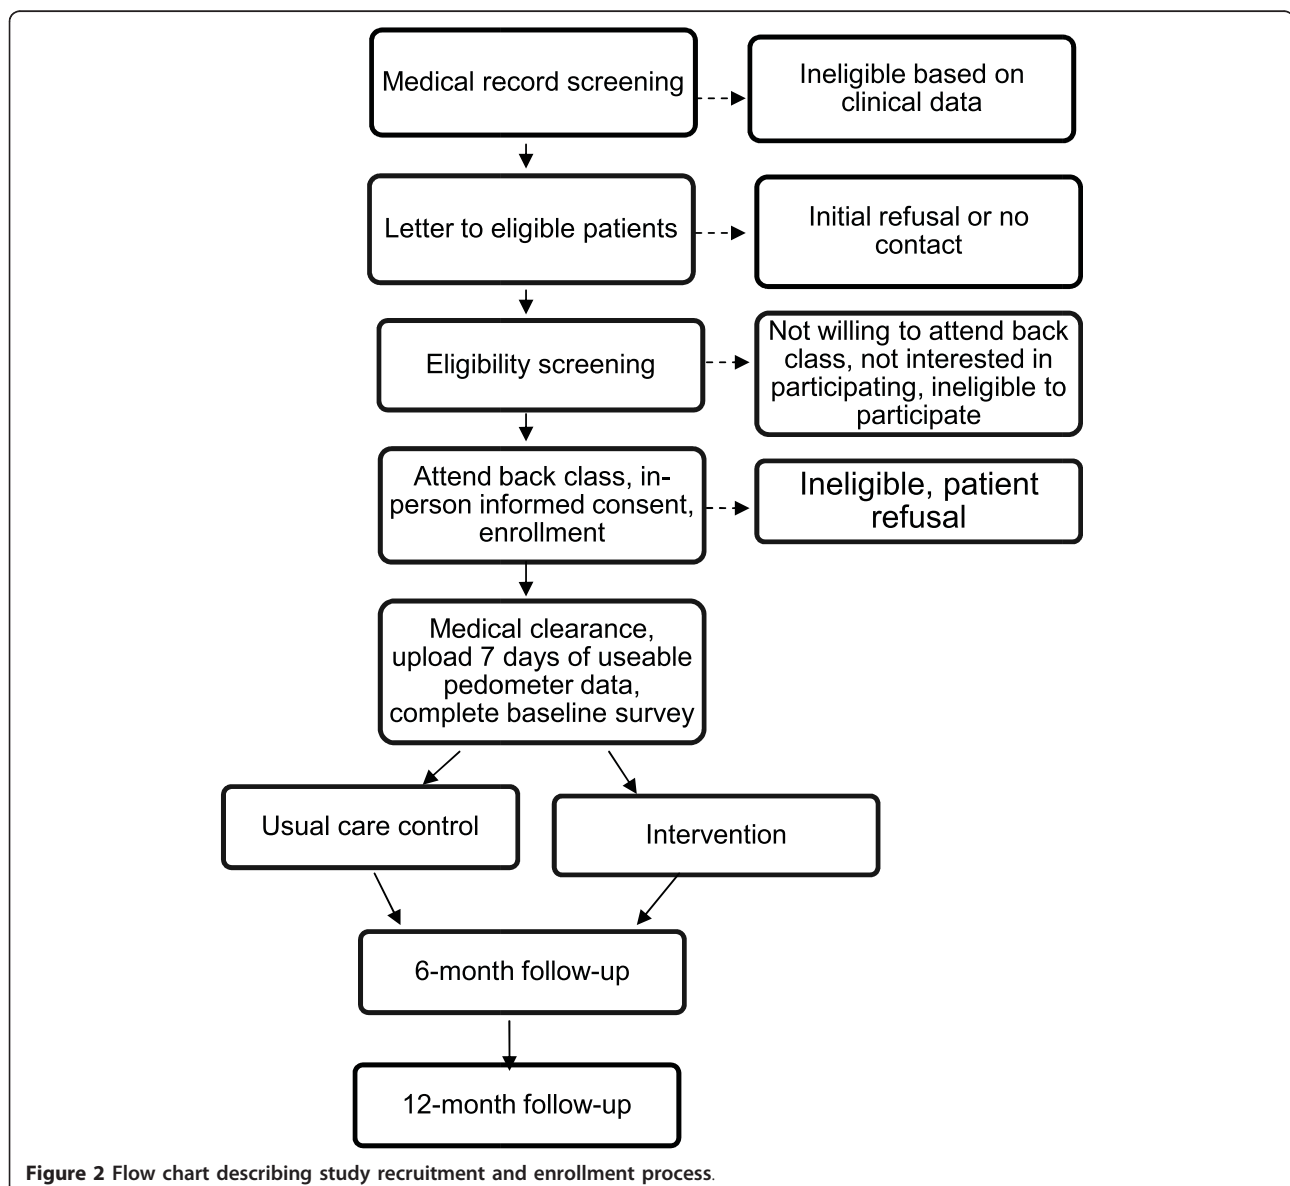 Medical record screening
Ineligible based on
clinical data
Letter to eligible patients
Initial refusal or no
contact
Eligibility screening
Not willing to attend back
class, not interested in
participating, ineligible to
participate
Attend back class, in-
person informed consent,
enrollment
Ineligible, patient
refusal
Medical clearance,
upload 7 days of useable
pedometer data,
complete baseline survey
Usual care control
Intervention
6-month follow-up
12-month follow-up
Figure 2 Flow chart describing study recruitment and enrollment process.